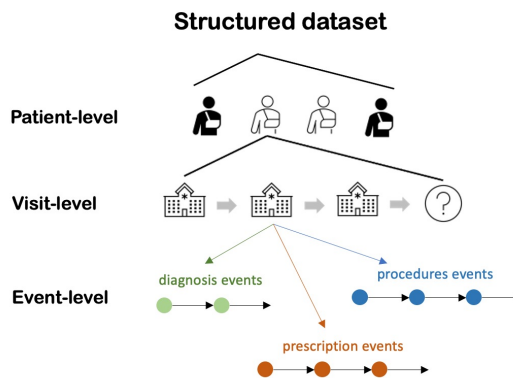 Structured dataset
Patient-level
Visit-level
?
diagnosis events
procedures events
Event-level
prescription events